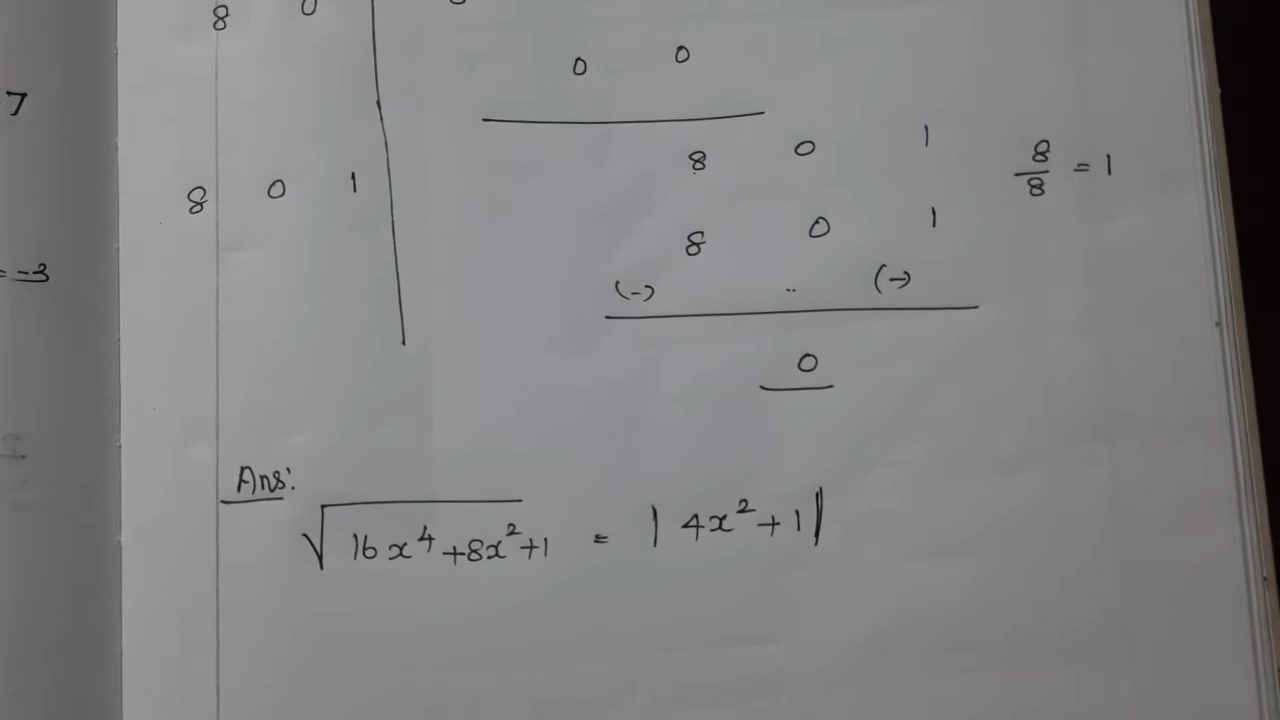 8 0
0 0
7
8 0 1 8/8 = 1
8 0 1
8 0 1
= -3
(-) (-)
0
Ans:
√16x⁴+8x²+1 = |4x²+1|